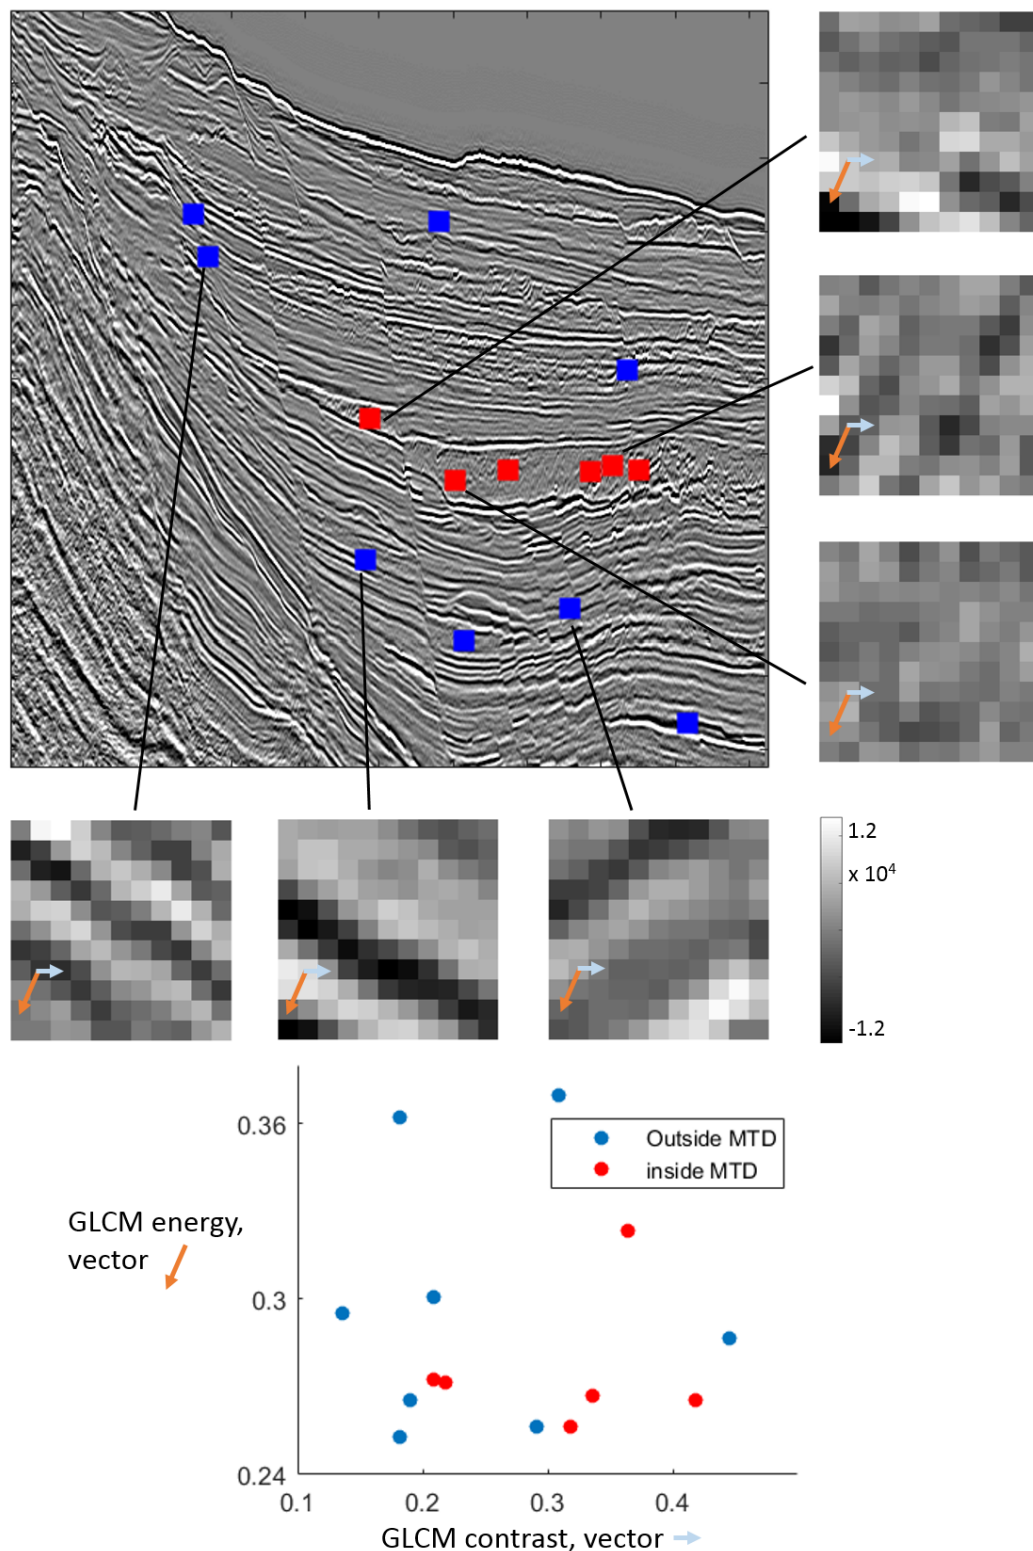 1.2
x 10⁴
-1.2
0.36
Outside MTD
inside MTD
GLCM energy,
vector
0.3
0.24
0.1 0.2 0.3 0.4
GLCM contrast, vector